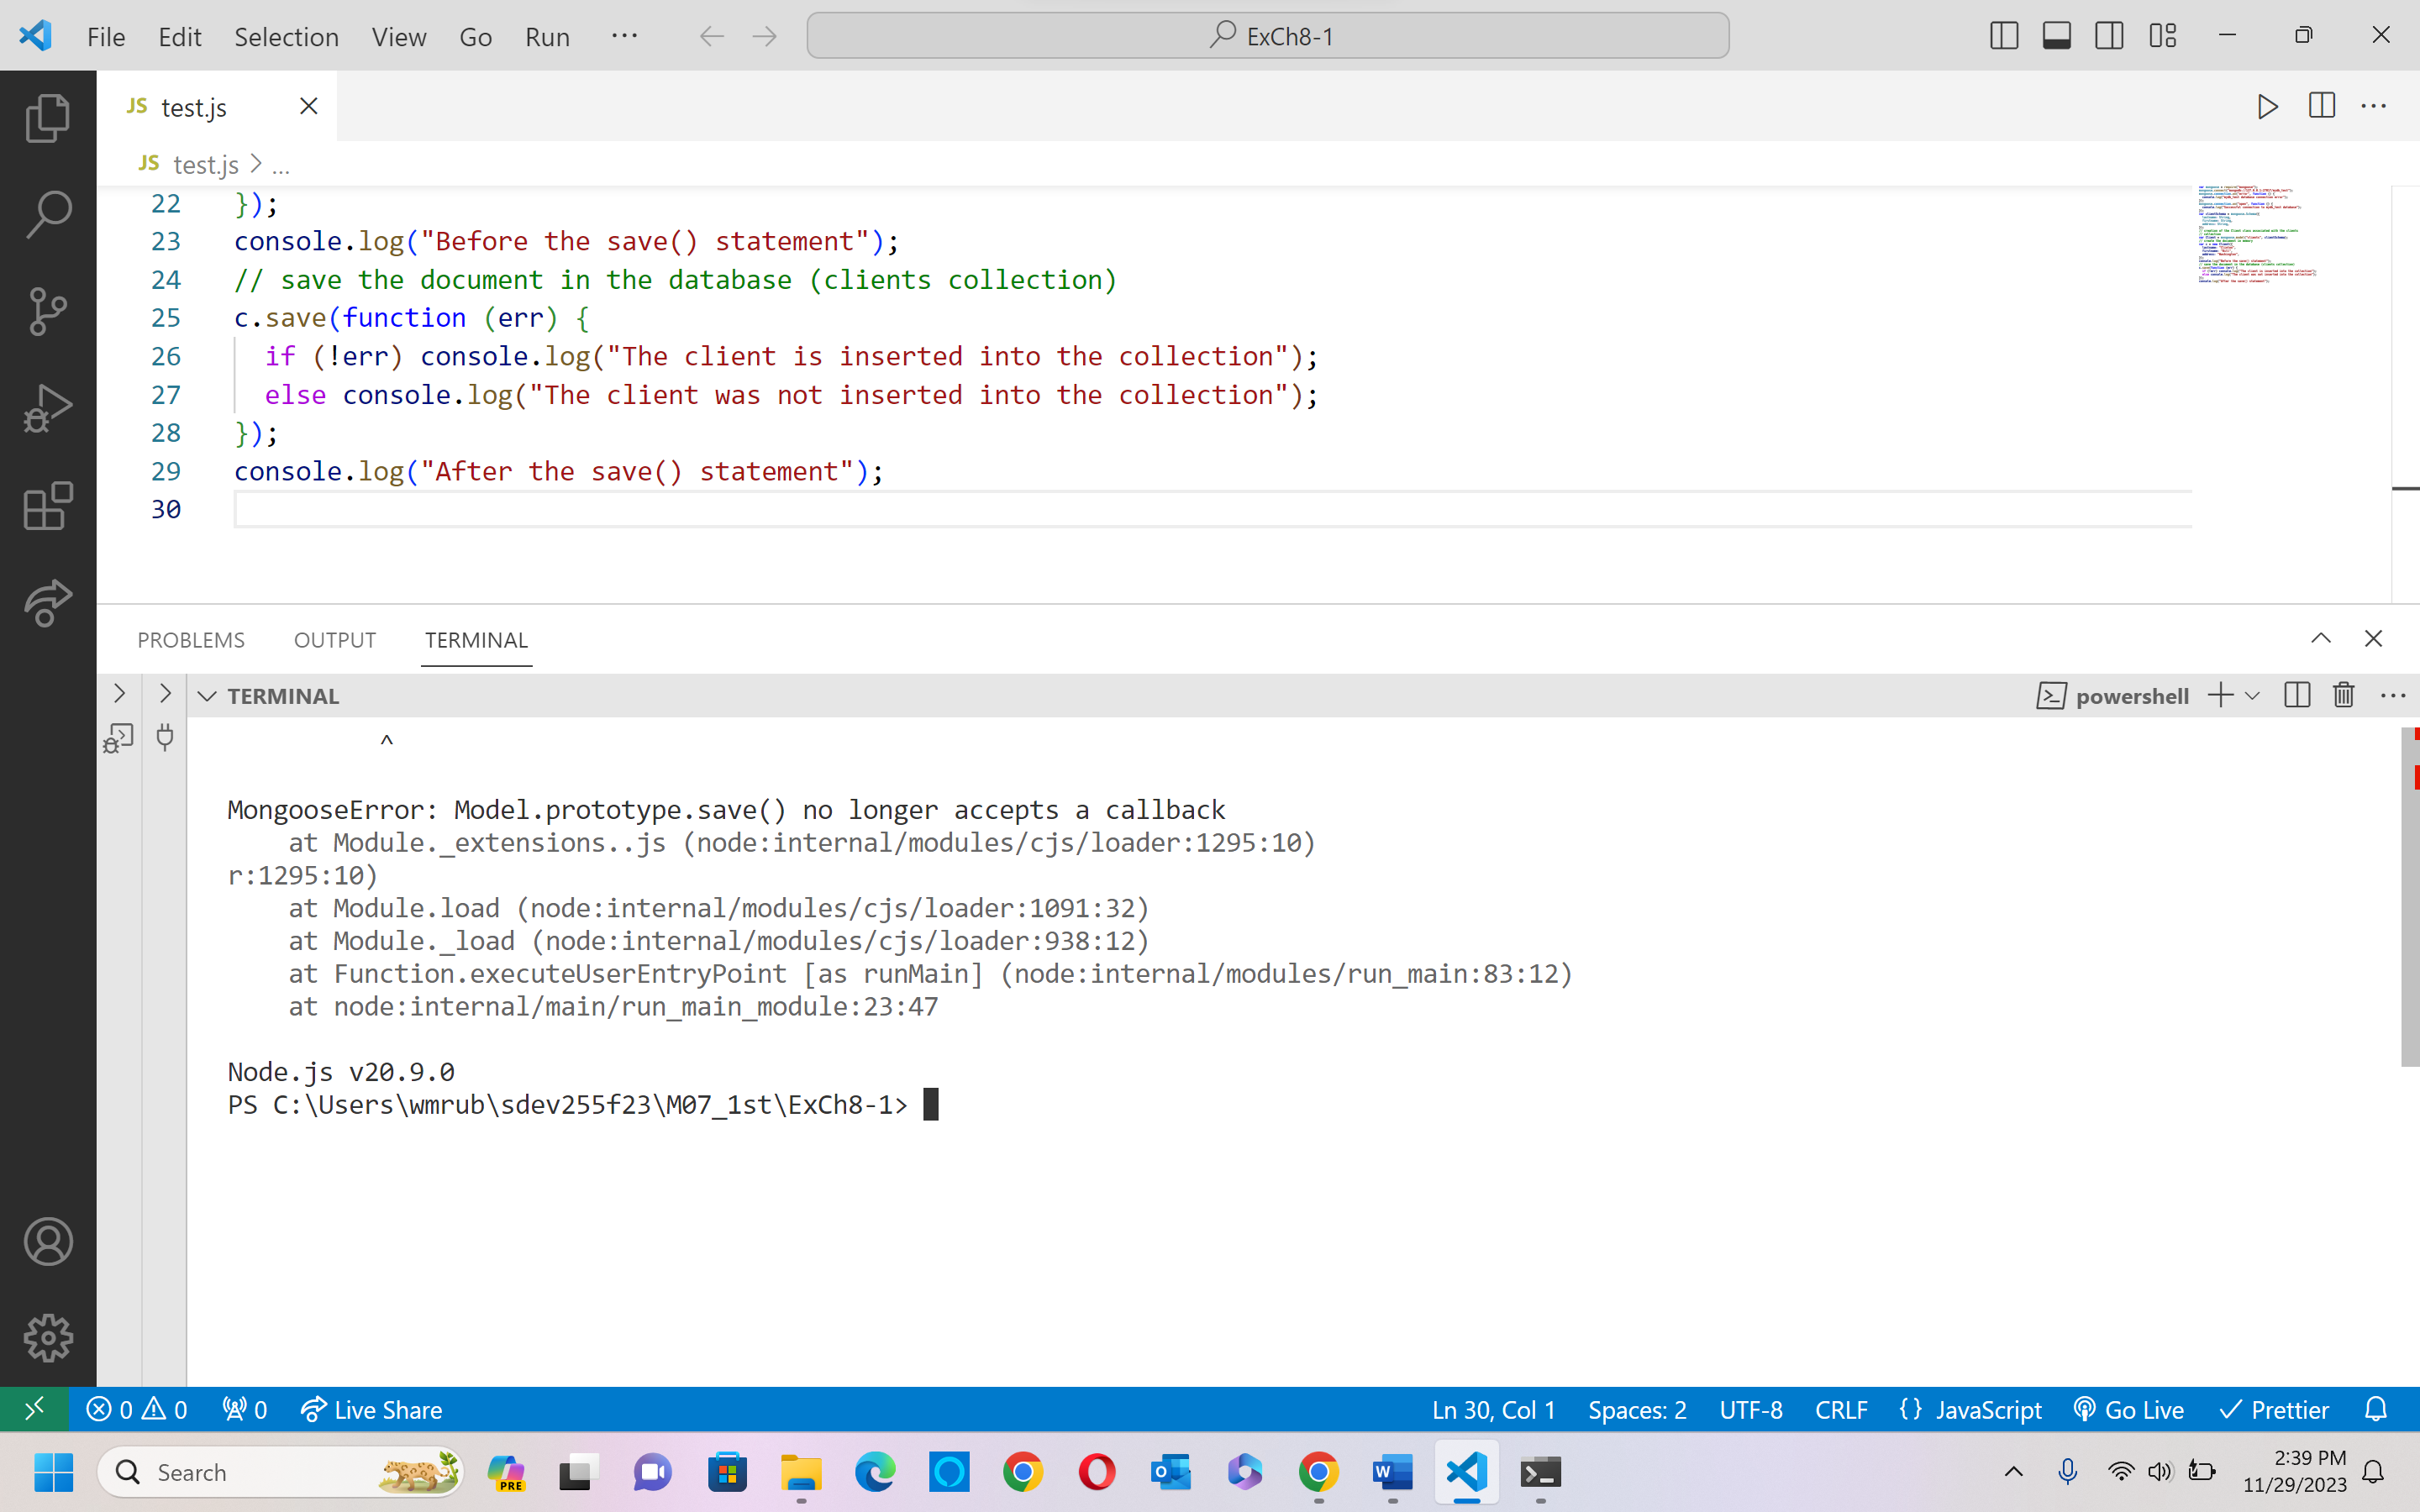 File Edit Selection View Go Run ··· ExCh8-1
JS test.js
JS test.js > ...
22 });
23 console.log("Before the save() statement");
24 // save the document in the database (clients collection)
25 c.save(function (err) {
26 if (!err) console.log("The client is inserted into the collection");
27 else console.log("The client was not inserted into the collection");
28 });
29 console.log("After the save() statement");
30
PROBLEMS OUTPUT TERMINAL
TERMINAL powershell
^
MongooseError: Model.prototype.save() no longer accepts a callback
at Module._extensions..js (node:internal/modules/cjs/loader:1295:10)
r:1295:10)
at Module.load (node:internal/modules/cjs/loader:1091:32)
at Module._load (node:internal/modules/cjs/loader:938:12)
at Function.executeUserEntryPoint [as runMain] (node:internal/modules/run_main:83:12)
at node:internal/main/run_main_module:23:47
Node.js v20.9.0
PS C:\Users\wmrub\sdev255f23\M07_1st\ExCh8-1>
0 0 0 Live Share Ln 30, Col 1 Spaces: 2 UTF-8 CRLF {} JavaScript Go Live Prettier
Search PRE 2:39 PM
11/29/2023